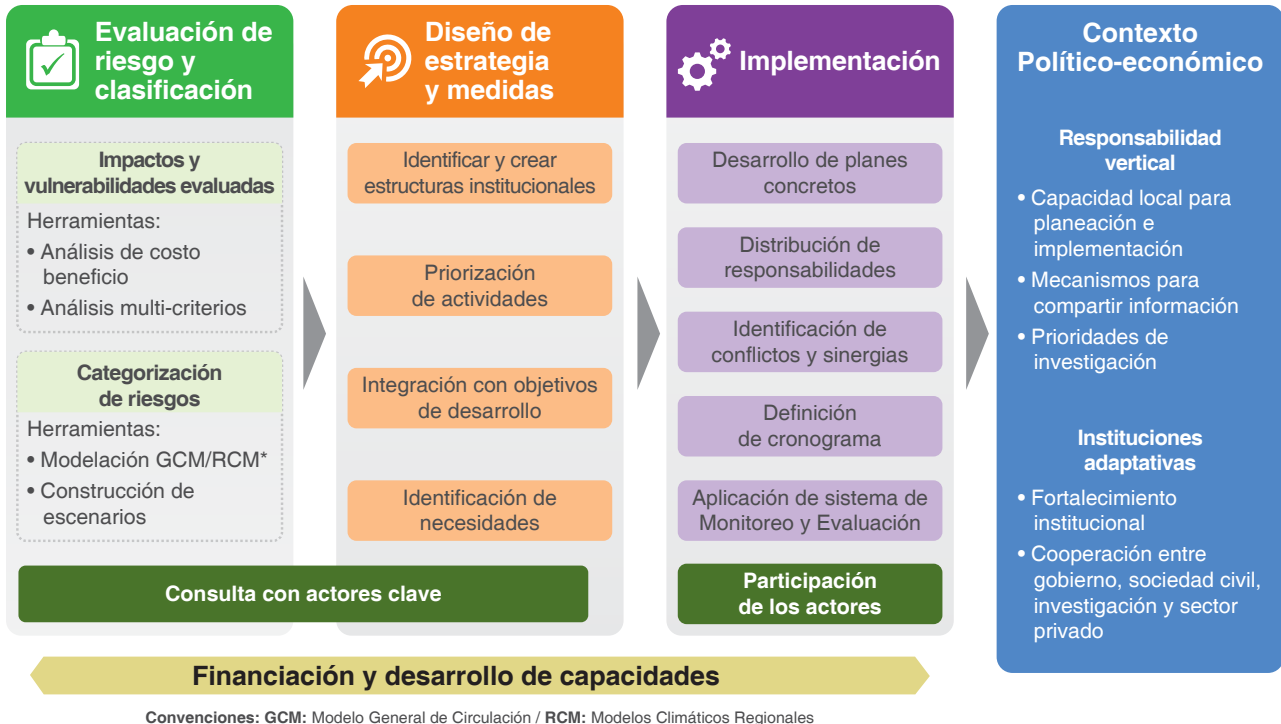 Evaluación de
riesgo y
clasificación
Impactos y
vulnerabilidades evaluadas
Herramientas:
• Análisis de costo
beneficio
• Análisis multi-criterios
Categorización
de riesgos
Herramientas:
• Modelación GCM/RCM*
• Construcción de
escenarios
Diseño de
estrategia
y medidas
Identificar y crear
estructuras institucionales
Priorización
de actividades
Integración con objetivos
de desarrollo
Identificación de
necesidades
Consulta con actores clave
Implementación
Desarrollo de planes
concretos
Distribución de
responsabilidades
Identificación de
conflictos y sinergias
Definición
de cronograma
Aplicación de sistema de
Monitoreo y Evaluación
Participación
de los actores
Contexto
Político-económico
Responsabilidad
vertical
• Capacidad local para
planeación e
implementación
• Mecanismos para
compartir información
• Prioridades de
investigación
Instituciones
adaptativas
• Fortalecimiento
institucional
• Cooperación entre
gobierno, sociedad civil,
investigación y sector
privado
Financiación y desarrollo de capacidades
Convenciones: GCM: Modelo General de Circulación / RCM: Modelos Climáticos Regionales